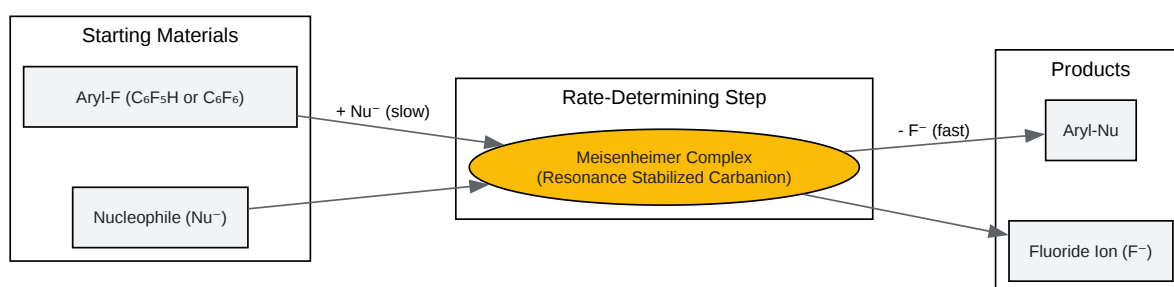 Starting Materials
Aryl-F (C₆F₅H or C₆F₆)
Nucleophile (Nu⁻)
+ Nu⁻ (slow)
Rate-Determining Step
Meisenheimer Complex
(Resonance Stabilized Carbanion)
- F⁻ (fast)
Products
Aryl-Nu
Fluoride Ion (F⁻)